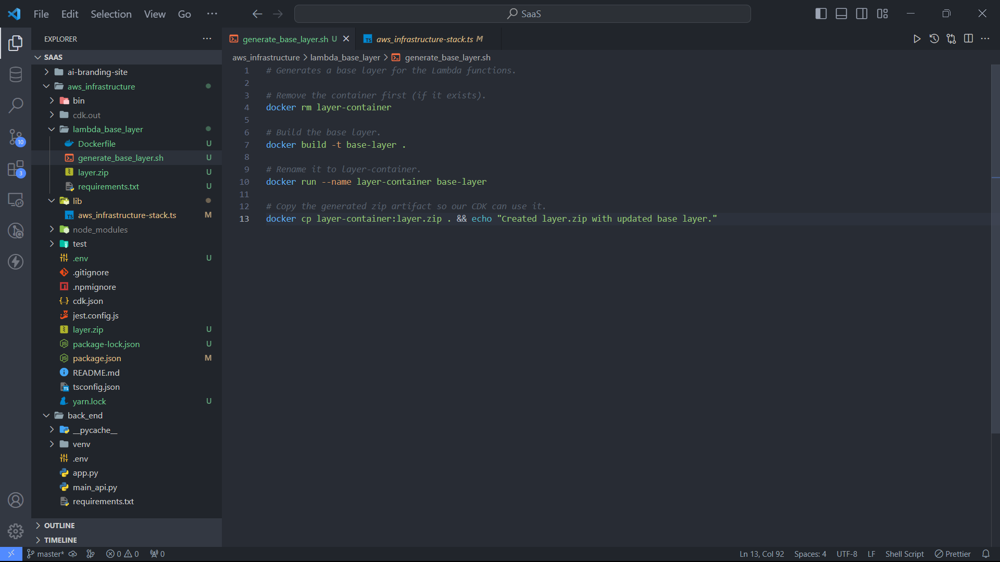 File Edit Selection View Go ··· SaaS
EXPLORER ···
SAAS
ai-branding-site
aws_infrastructure
bin
cdk.out
lambda_base_layer
Dockerfile U
generate_base_layer.sh U
layer.zip U
requirements.txt U
lib
aws_infrastructure-stack.ts M
node_modules
test
.env U
.gitignore
.npmignore
cdk.json
jest.config.js
layer.zip U
package-lock.json U
package.json M
README.md
tsconfig.json
yarn.lock U
back_end
__pycache__
venv
.env
app.py
main_api.py
requirements.txt
OUTLINE
TIMELINE
10
3
generate_base_layer.sh U
TS aws_infrastructure-stack.ts M
aws_infrastructure > lambda_base_layer > generate_base_layer.sh
1 # Generates a base layer for the Lambda functions.
2
3 # Remove the container first (if it exists).
4 docker rm layer-container
5
6 # Build the base layer.
7 docker build -t base-layer .
8
9 # Rename it to layer-container.
10 docker run --name layer-container base-layer
11
12 # Copy the generated zip artifact so our CDK can use it.
13 docker cp layer-container:layer.zip . && echo "Created layer.zip with updated base layer."
master* 0 0 0 Ln 13, Col 92 Spaces: 4 UTF-8 LF Shell Script Prettier